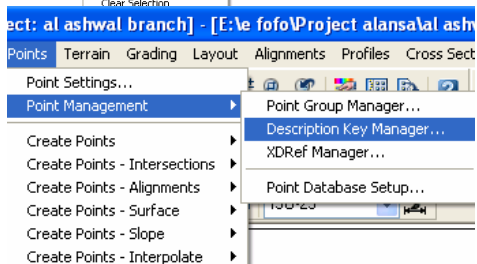 Clear Selection
ect: al ashwal branch] - [E:\e fofo\Project alansa\al ashw
Points Terrain Grading Layout Alignments Profiles Cross Sect
Point Settings...
Point Management
Point Group Manager...
Description Key Manager...
XDRef Manager...
Point Database Setup...
Create Points
Create Points - Intersections
Create Points - Alignments
Create Points - Surface
Create Points - Slope
Create Points - Interpolate
ISO-25